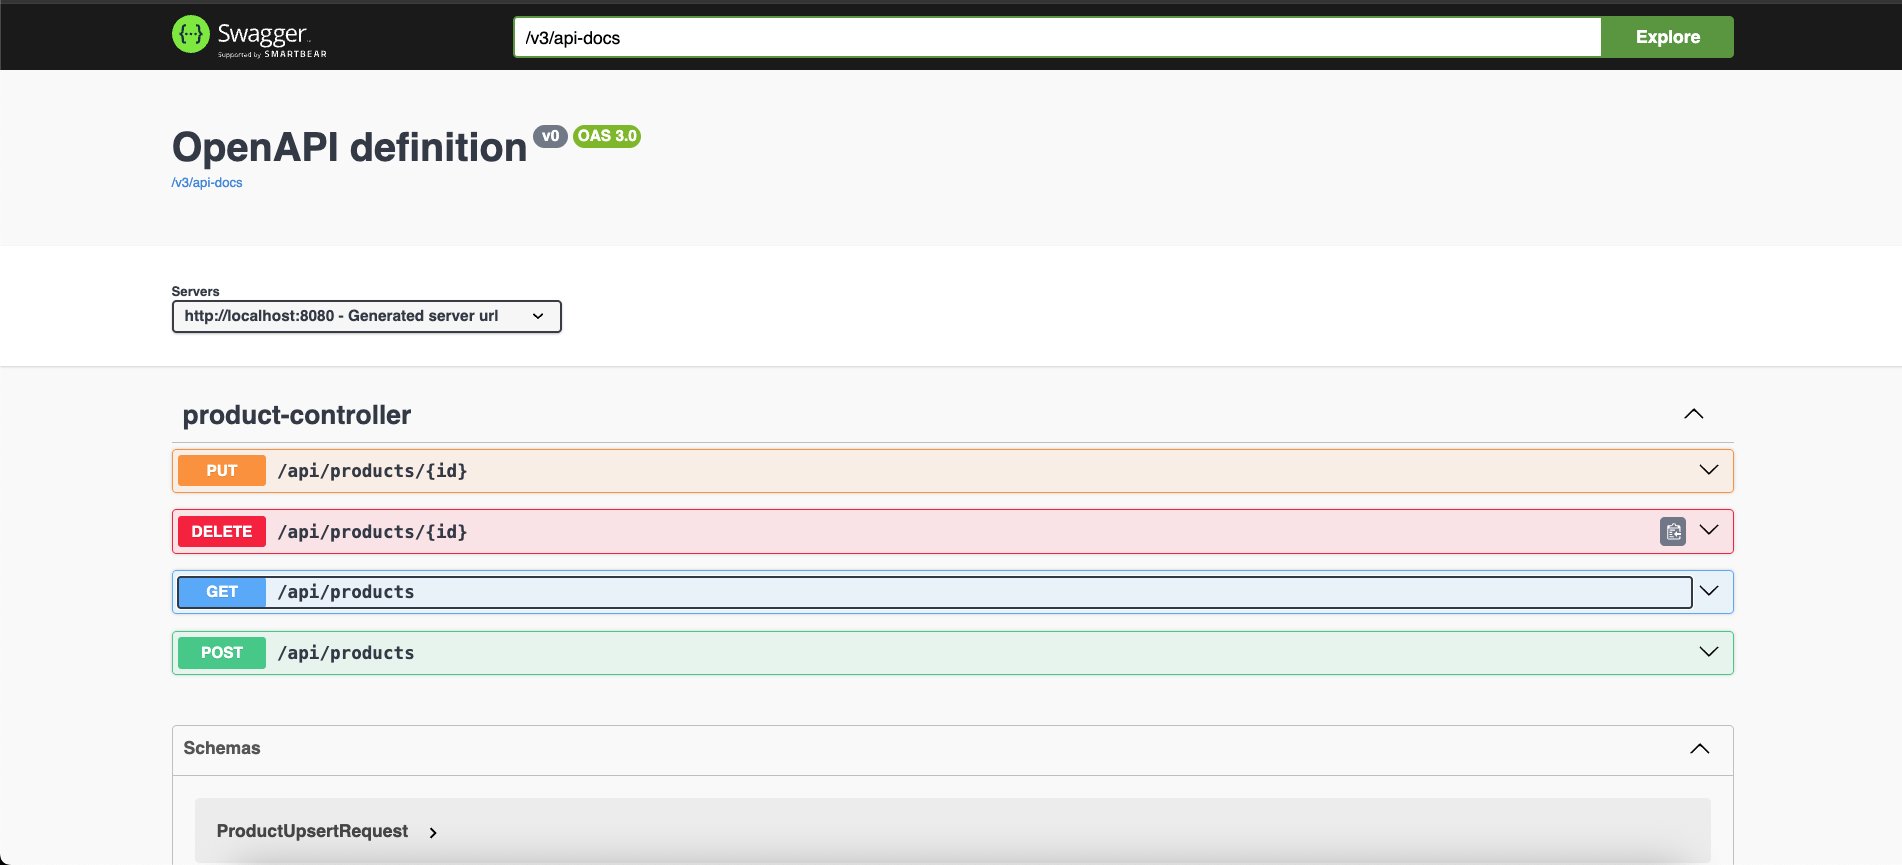 Swagger
Supported by SMARTBEAR
/v3/api-docs
Explore
OpenAPI definition v0 OAS 3.0
/v3/api-docs
Servers
http://localhost:8080 - Generated server url
product-controller
PUT /api/products/{id}
DELETE /api/products/{id}
GET /api/products
POST /api/products
Schemas
ProductUpsertRequest